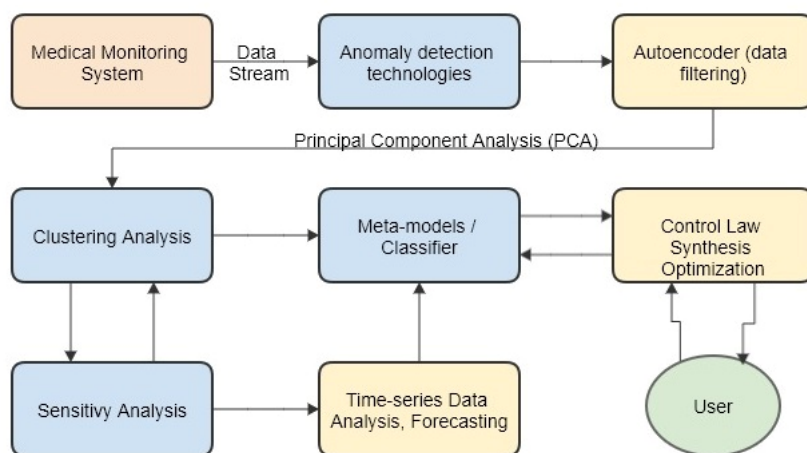 Medical Monitoring
System
Data
Stream
Anomaly detection
technologies
Autoencoder (data
filtering)
Principal Component Analysis (PCA)
Clustering Analysis
Meta-models /
Classifier
Control Law
Synthesis
Optimization
Sensitivy Analysis
Time-series Data
Analysis, Forecasting
User